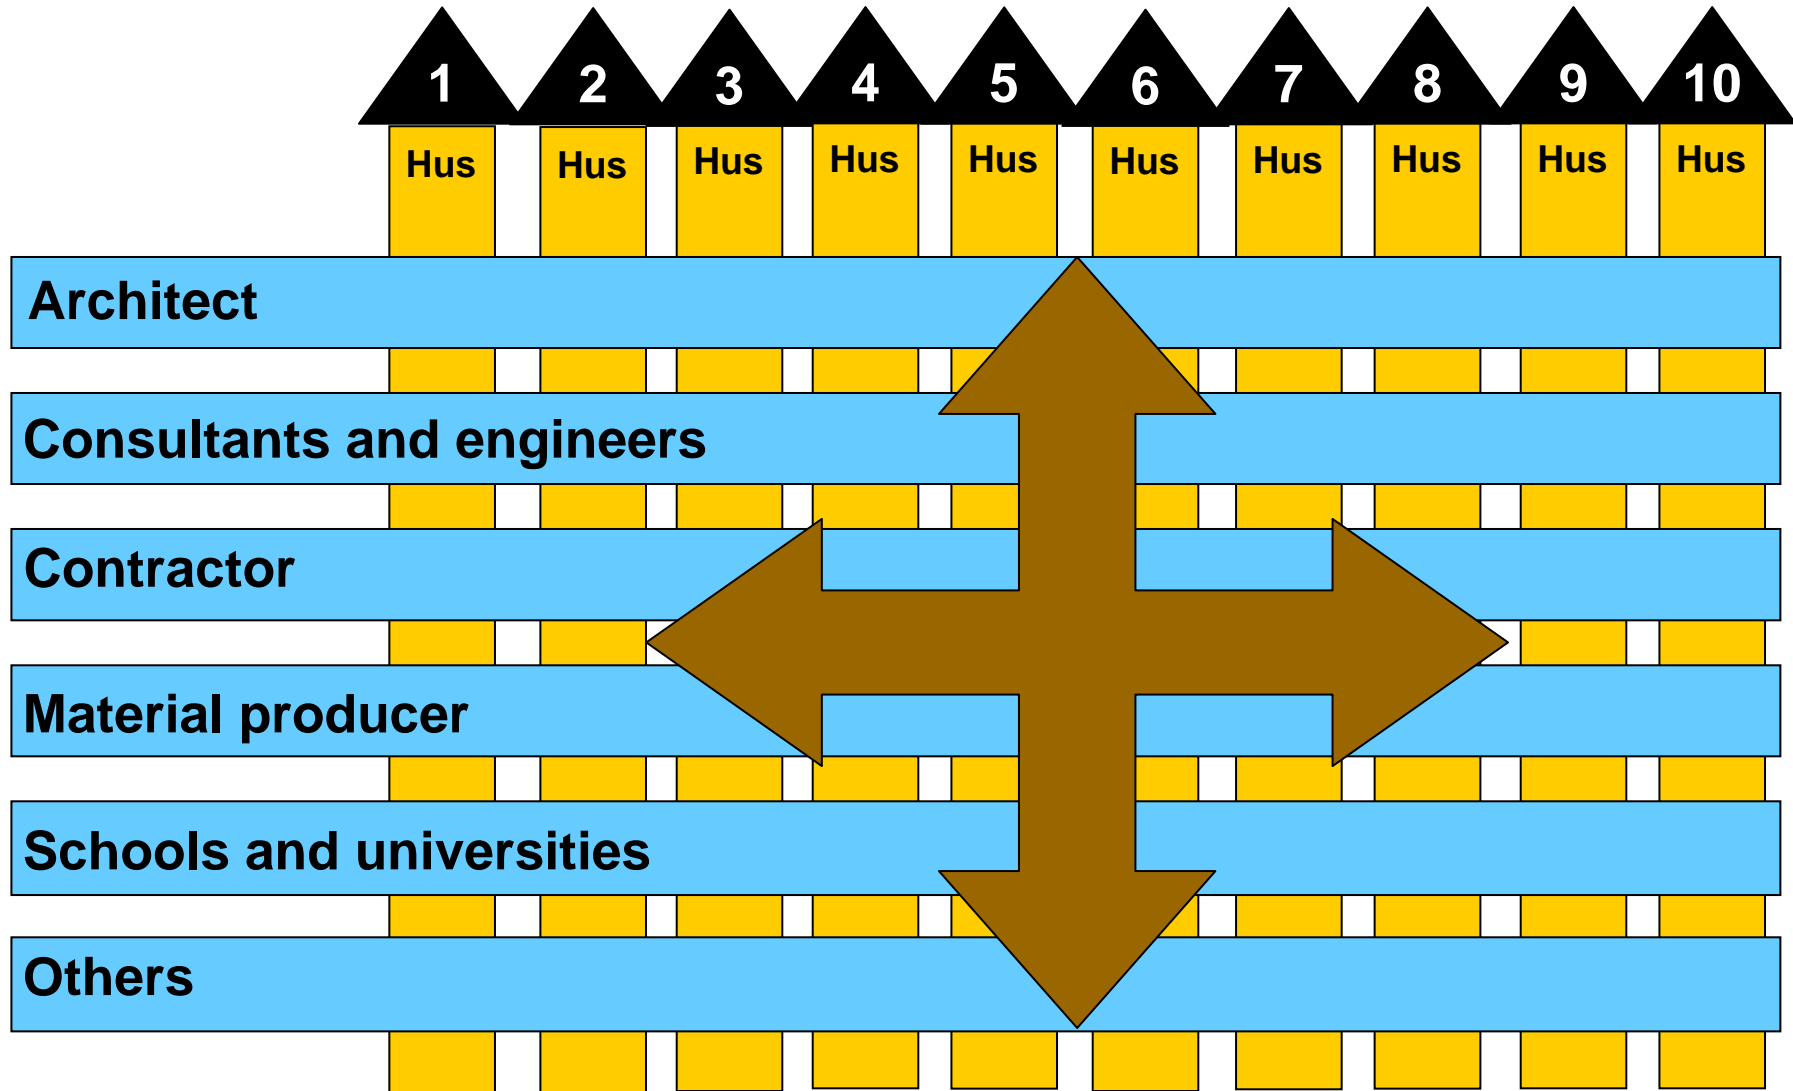 1 2 3 4 5 6 7 8 9 10
Hus Hus Hus Hus Hus Hus Hus Hus Hus Hus
Architect
Consultants and engineers
Contractor
Material producer
Schools and universities
Others